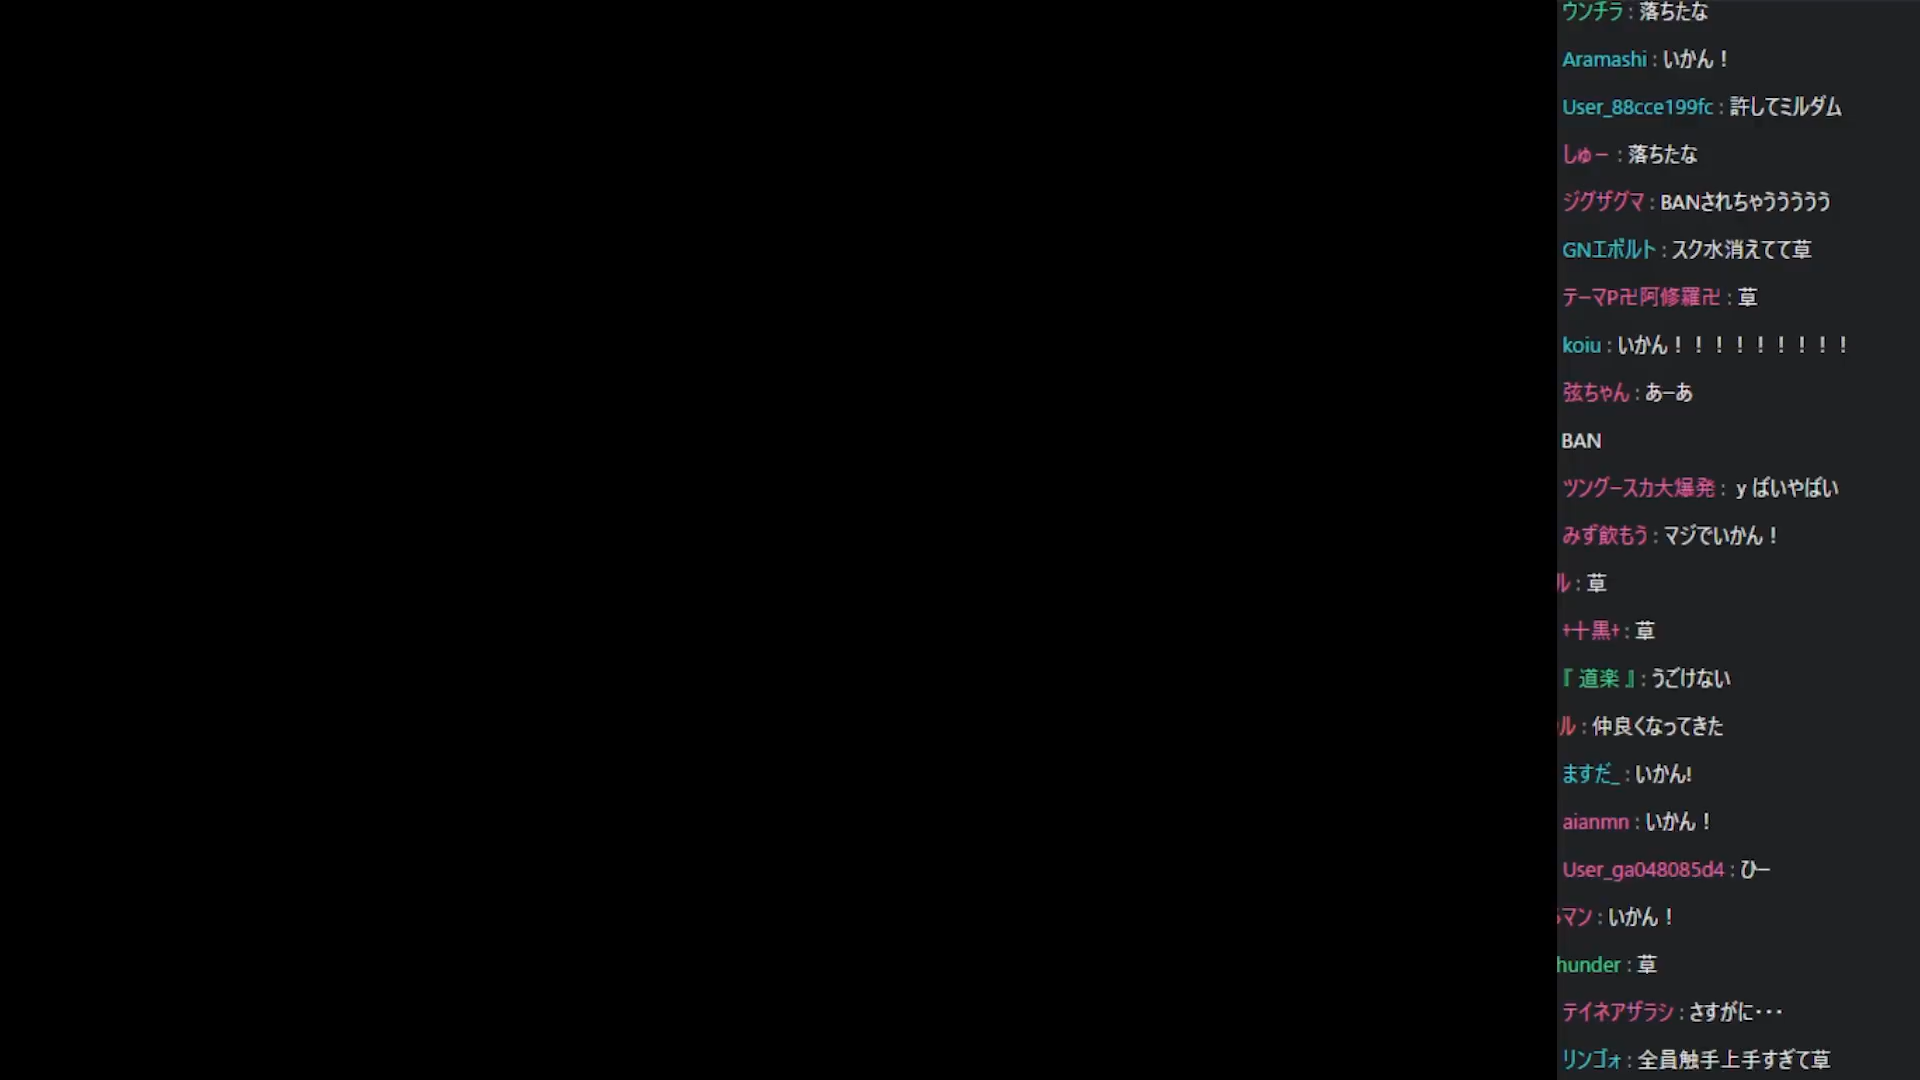 ウンチラ : 落ちたな
Aramashi : いかん！
User_88cce199fc : 許してミルダム
しゅー : 落ちたな
ジグザグマ : BANされちゃうううう
GNエボルト : スク水消えてて草
テーマP卍阿修羅卍 : 草
koiu : いかん！！！！！！！！！
弦ちゃん : あーあ
BAN
ツングースカ大爆発 : ｙばいやばい
みず飲もう : マジでいかん！
ル : 草
+十黒+ : 草
『 道楽 』 : うごけない
ル : 仲良くなってきた
ますだ_ : いかん!
aianmn : いかん！
User_ga048085d4 : ひー
マン : いかん！
hunder : 草
テイネアザラシ : さすがに･･･
リンゴォ : 全員触手上手すぎて草